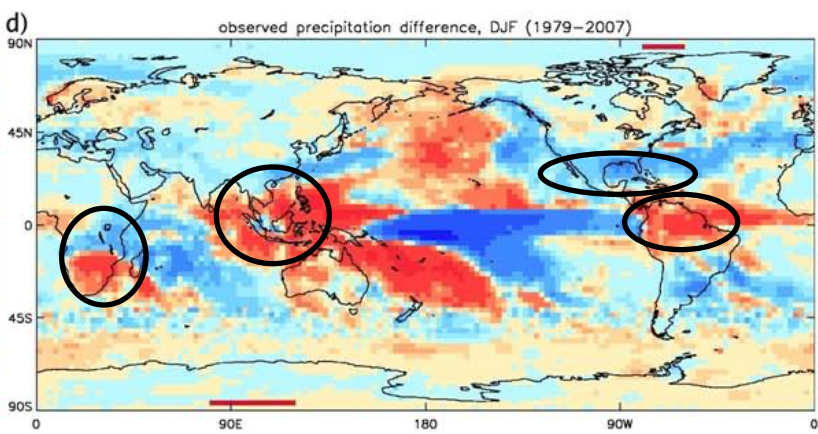 d)
observed precipitation difference, DJF (1979–2007)
90N
45N
0
45S
90S
0
90E
180
90W
0